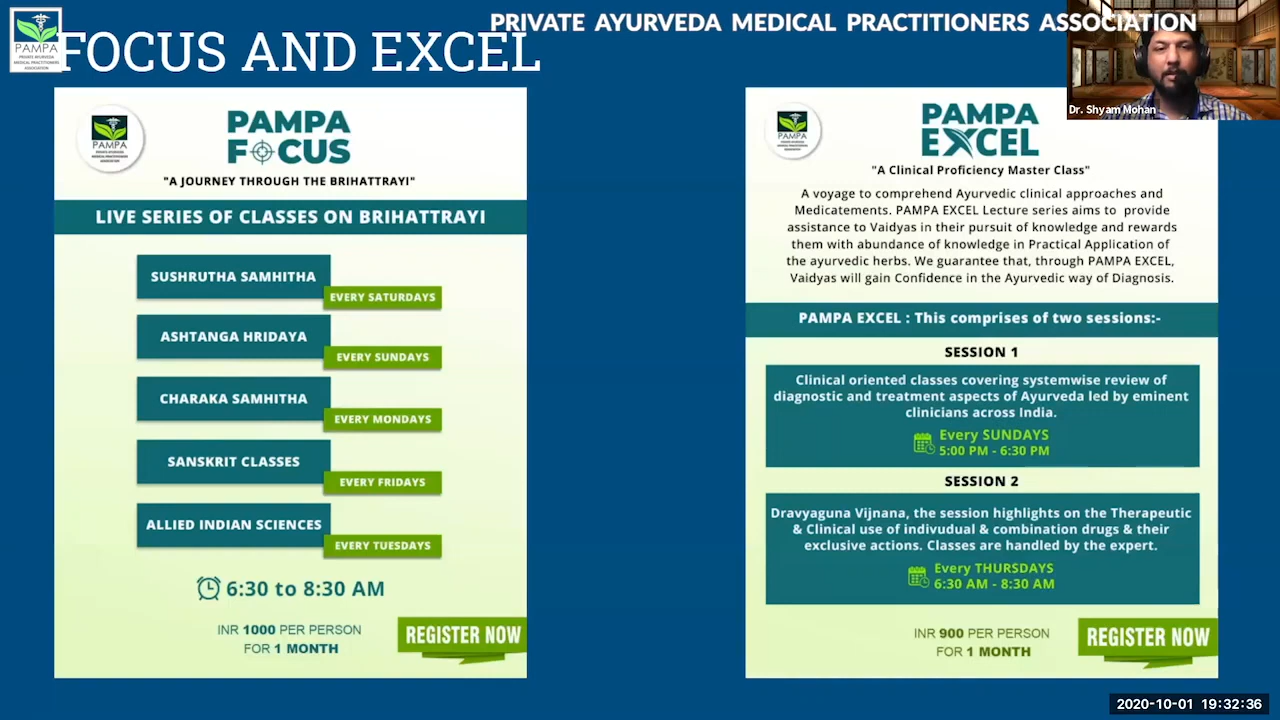 PRIVATE AYURVEDA MEDICAL PRACTITIONERS ASSOCIATION
PAMPA
PRIVATE AYURVEDA
MEDICAL PRACTITIONERS
ASSOCIATION
FOCUS AND EXCEL
Dr. Shyam Mohan
PAMPA
PAMPA
FOCUS
"A JOURNEY THROUGH THE BRIHATTRAYI"
LIVE SERIES OF CLASSES ON BRIHATTRAYI
SUSHRUTHA SAMHITHA
EVERY SATURDAYS
ASHTANGA HRIDAYA
EVERY SUNDAYS
CHARAKA SAMHITHA
EVERY MONDAYS
SANSKRIT CLASSES
EVERY FRIDAYS
ALLIED INDIAN SCIENCES
EVERY TUESDAYS
6:30 to 8:30 AM
INR 1000 PER PERSON
FOR 1 MONTH
REGISTER NOW
PAMPA
PAMPA
EXCEL
"A Clinical Proficiency Master Class"
A voyage to comprehend Ayurvedic clinical approaches and
Medicatements. PAMPA EXCEL Lecture series aims to provide
assistance to Vaidyas in their pursuit of knowledge and rewards
them with abundance of knowledge in Practical Application of
the ayurvedic herbs. We guarantee that, through PAMPA EXCEL,
Vaidyas will gain Confidence in the Ayurvedic way of Diagnosis.
PAMPA EXCEL : This comprises of two sessions:-
SESSION 1
Clinical oriented classes covering systemwise review of
diagnostic and treatment aspects of Ayurveda led by eminent
clinicians across India.
Every SUNDAYS
5:00 PM - 6:30 PM
SESSION 2
Dravyaguna Vijnana, the session highlights on the Therapeutic
& Clinical use of indivudual & combination drugs & their
exclusive actions. Classes are handled by the expert.
Every THURSDAYS
6:30 AM - 8:30 AM
INR 900 PER PERSON
FOR 1 MONTH
REGISTER NOW
2020-10-01 19:32:36